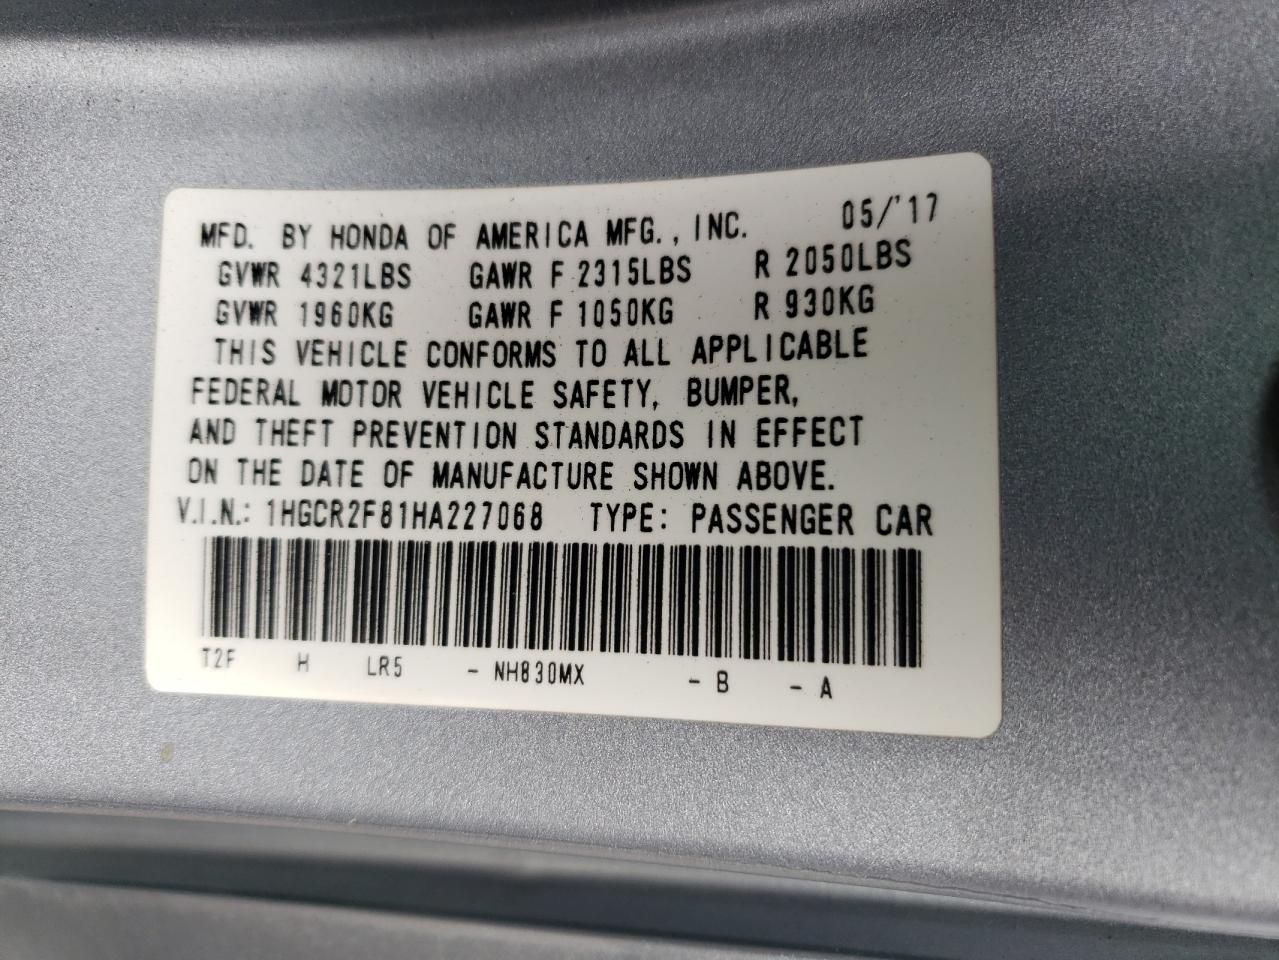 MFD. BY HONDA OF AMERICA MFG., INC. 05/'17
GVWR 4321LBS GAWR F 2315LBS R 2050LBS
GVWR 1960KG GAWR F 1050KG R 930KG
THIS VEHICLE CONFORMS TO ALL APPLICABLE
FEDERAL MOTOR VEHICLE SAFETY, BUMPER,
AND THEFT PREVENTION STANDARDS IN EFFECT
ON THE DATE OF MANUFACTURE SHOWN ABOVE.
V.I.N.: 1HGCR2F81HA227068 TYPE: PASSENGER CAR
T2F H LR5 - NH830MX - B - A